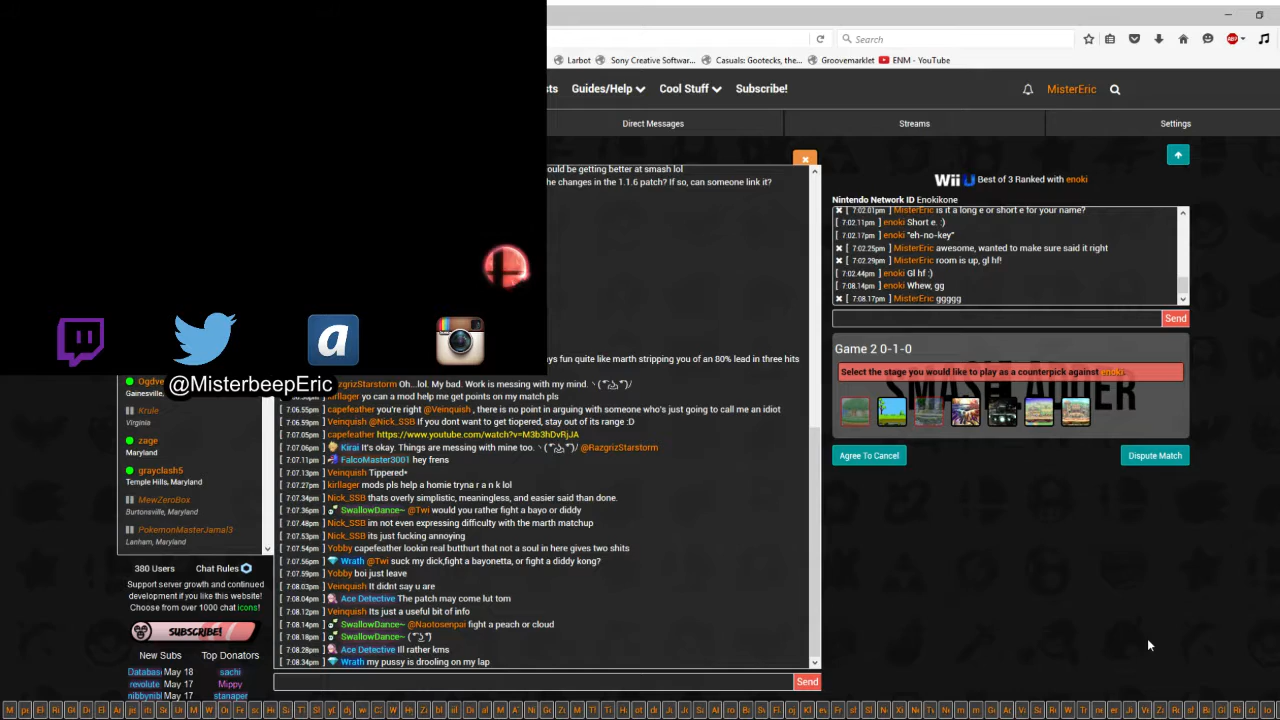 Search
Larbot
Sony Creative Softwar...
Casuals: Gootecks, the...
Groovemarklet
ENM - YouTube
sts
Guides/Help
Cool Stuff
Subscribe!
MisterEric
Direct Messages
Streams
Settings
ould be getting better at smash lol
he changes in the 1.1.6 patch? If so, can someone link it?
Wii U Best of 3 Ranked with enoki
Nintendo Network ID Enokikone
[ 7:02.01pm ] MisterEric is it a long e or short e for your name?
[ 7:02.11pm ] enoki Short e. :)
[ 7:02.17pm ] enoki "eh-no-key"
[ 7:02.25pm ] MisterEric awesome, wanted to make sure said it right
[ 7:02.29pm ] MisterEric room is up, gl hf!
[ 7:02.44pm ] enoki Gl hf :)
[ 7:08.14pm ] enoki Whew, gg
[ 7:08.17pm ] MisterEric ggggg
Send
Game 2 0-1-0
Select the stage you would like to play as a counterpick against enoki.
SMASH LADDER
Agree To Cancel
Dispute Match
@MisterbeepEric
Ogdve
Gainesville,
Krule
Virginia
zage
Maryland
grayclash5
Temple Hills, Maryland
MewZeroBox
Burtonsville, Maryland
PokemonMasterJamal3
Lanham, Maryland
380 Users
Chat Rules
Support server growth and continued
development if you like this website!
Choose from over 1000 chat icons!
SUBSCRIBE!
New Subs
Top Donators
Databas
May 18
sachi
revolute
May 17
Mippy
nibbynibl
May 17
stanaper
ays fun quite like marth stripping you of an 80% lead in three hits
azgrizStarstorm Oh...lol. My bad. Work is messing with my mind. ヽ( ͡° ͜ʖ ͡°)ﾉ
kirllager yo can a mod help me get points on my match pls
[ 7:06.55pm ] capefeather you're right @Veinquish , there is no point in arguing with someone who's just going to call me an idiot
[ 7:06.59pm ] Veinquish @Nick_SSB If you dont want to get tiopered, stay out of range :D
[ 7:07.05pm ] capefeather https://www.youtube.com/watch?v=M3b3hDvRjJA
[ 7:07.06pm ] Kirai It's okay. Things are messing with mine too. ヽ( ͡° ͜ʖ ͡°)ﾉ @RazgrizStarstorm
[ 7:07.11pm ] FalcoMaster3001 hey frens
[ 7:07.13pm ] Veinquish Tippered*
[ 7:07.27pm ] kirllager mods pls help a homie tryna r a n k lol
[ 7:07.34pm ] Nick_SSB thats overly simplistic, meaningless, and easier said than done.
[ 7:07.36pm ] SwallowDance~ @Twi would you rather fight a bayo or diddy
[ 7:07.48pm ] Nick_SSB im not even expressing difficulty with the marth matchup
[ 7:07.53pm ] Nick_SSB its just fucking annoying
[ 7:07.54pm ] Yobby capefeather lookin real butthurt that not a soul in here gives two shits
[ 7:07.56pm ] Wrath @Twi suck my dick,fight a bayonetta, or fight a diddy kong?
[ 7:07.59pm ] Yobby boi just leave
[ 7:08.03pm ] Veinquish It didnt say u are
[ 7:08.04pm ] Ace Detective The patch may come lut tom
[ 7:08.12pm ] Veinquish Its just a useful bit of info
[ 7:08.14pm ] SwallowDance~ @Naotosenpai fight a peach or cloud
[ 7:08.18pm ] SwallowDance~ ( ͡° ͜ʖ ͡°)
[ 7:08.28pm ] Ace Detective Ill rather kms
[ 7:08.34pm ] Wrath my pussy is drooling on my lap
Send